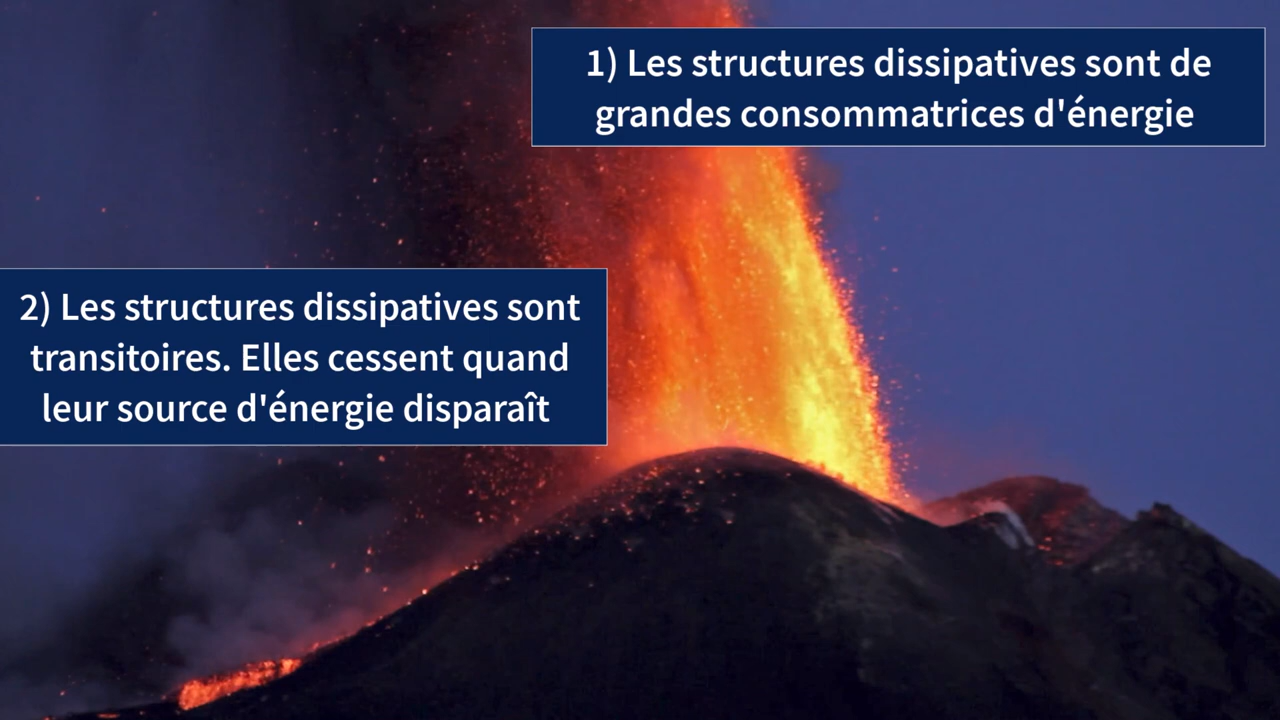 1) Les structures dissipatives sont de
grandes consommatrices d'énergie
2) Les structures dissipatives sont
transitoires. Elles cessent quand
leur source d'énergie disparaît